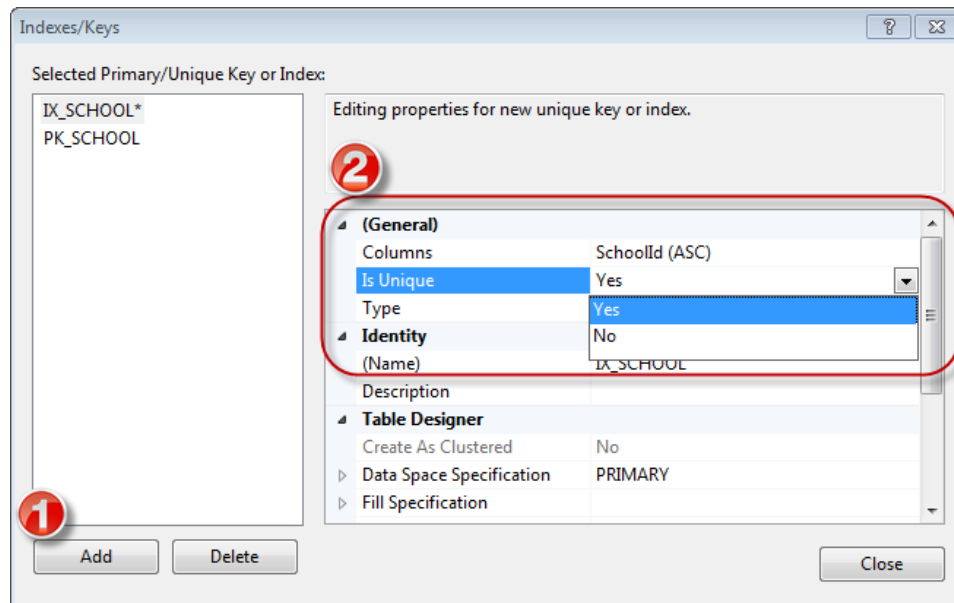 Indexes/Keys
Selected Primary/Unique Key or Index:
IX_SCHOOL*
PK_SCHOOL
Editing properties for new unique key or index.
2
(General)
Columns SchoolId (ASC)
Is Unique Yes
Type Yes
Identity No
(Name) IX_SCHOOL
Description
Table Designer
Create As Clustered No
Data Space Specification PRIMARY
Fill Specification
1
Add Delete
Close